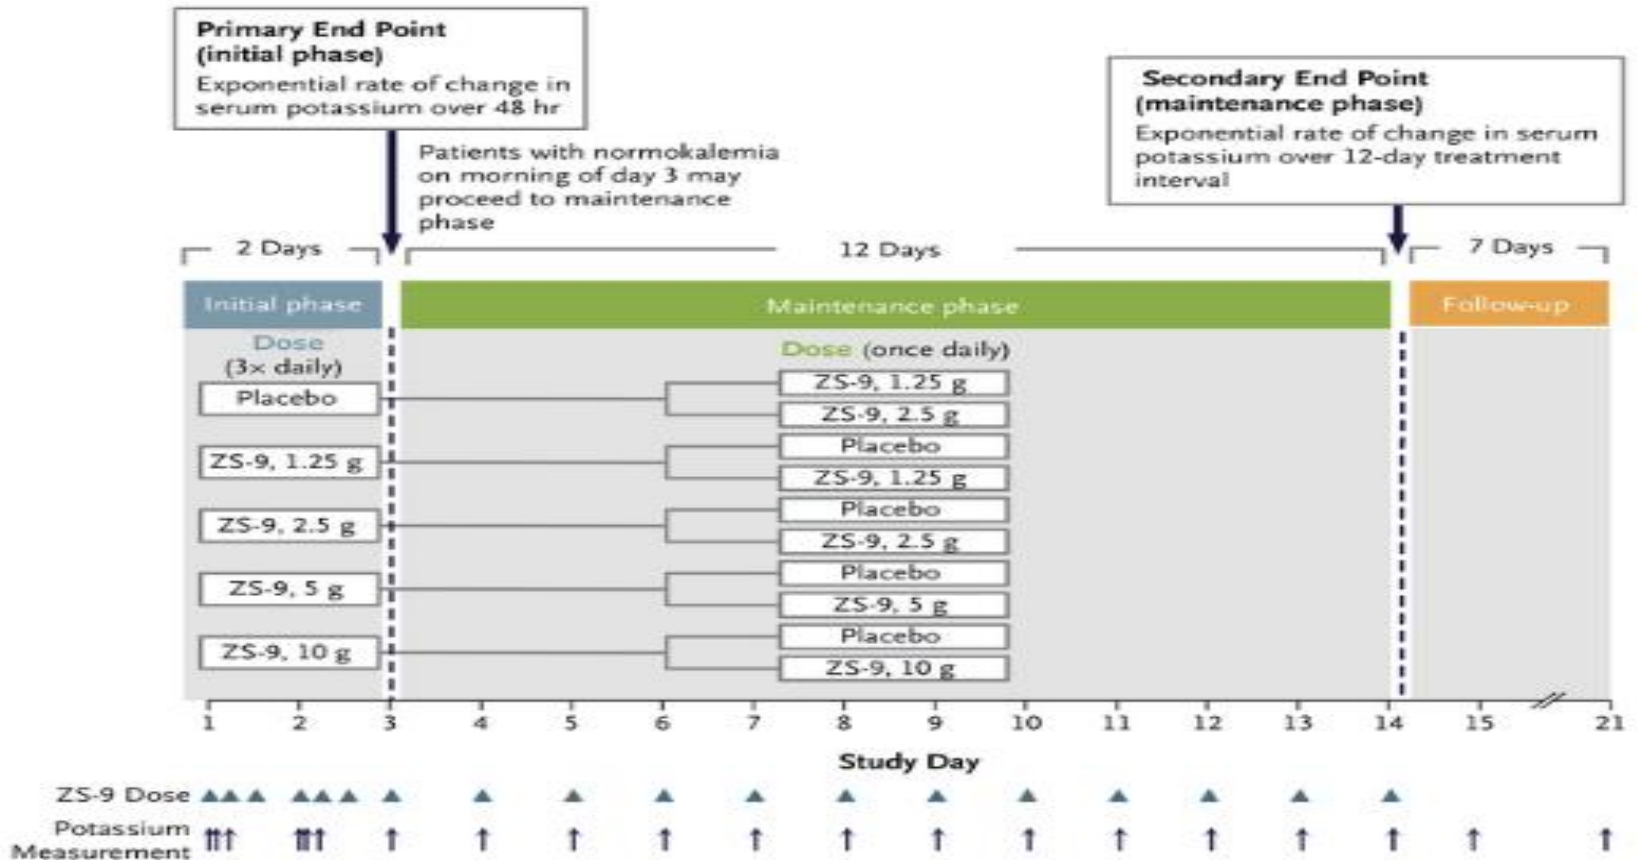 Primary End Point
(initial phase)
Exponential rate of change in
serum potassium over 48 hr
Patients with normokalemia
on morning of day 3 may
proceed to maintenance
phase
Secondary End Point
(maintenance phase)
Exponential rate of change in serum
potassium over 12-day treatment
interval
2 Days
12 Days
7 Days
Initial phase
Maintenance phase
Follow-up
Dose
(3× daily)
Dose (once daily)
Placebo
ZS-9, 1.25 g
ZS-9, 2.5 g
ZS-9, 1.25 g
Placebo
ZS-9, 1.25 g
ZS-9, 2.5 g
Placebo
ZS-9, 2.5 g
ZS-9, 5 g
Placebo
ZS-9, 5 g
ZS-9, 10 g
Placebo
ZS-9, 10 g
1 2 3 4 5 6 7 8 9 10 11 12 13 14 15 21
Study Day
ZS-9 Dose
Potassium
Measurement